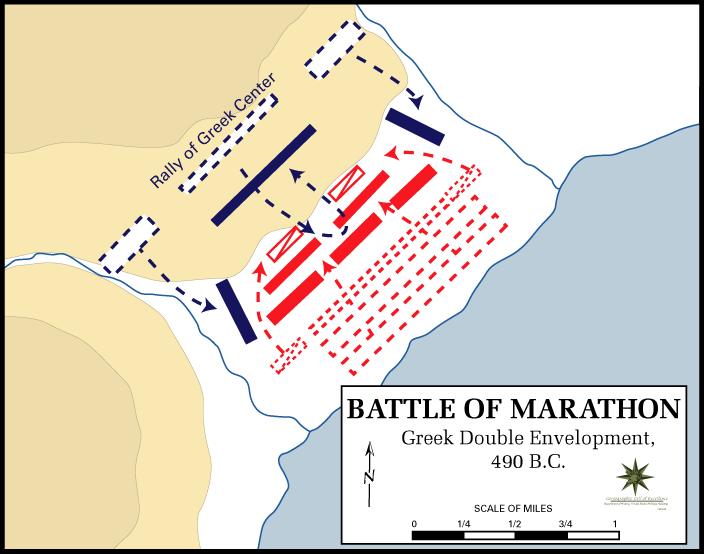 Rally of Greek Center
BATTLE OF MARATHON
Greek Double Envelopment,
490 B.C.
N
SCALE OF MILES
0 1/4 1/2 3/4 1